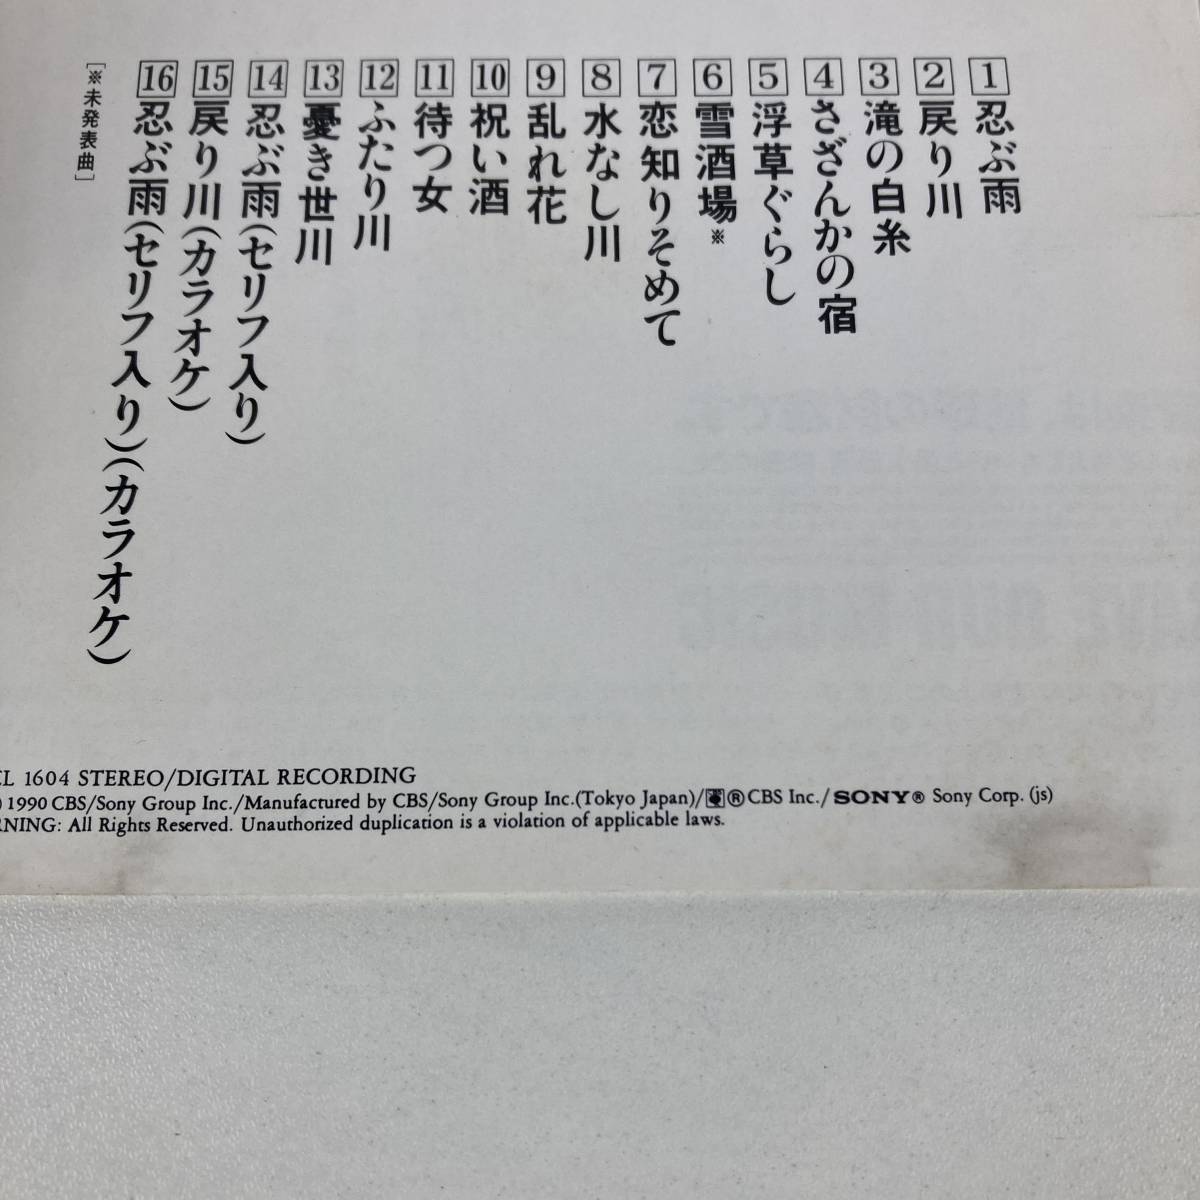 1 忍ぶ雨
2 戻り川
3 滝の白糸
4 さざんかの宿
5 浮草ぐらし
6 雪酒場※
7 恋知りそめて
8 水なし川
9 乱れ花
10 祝い酒
11 待つ女
12 ふたり川
13 憂き世川
14 忍ぶ雨(セリフ入り)
15 戻り川(カラオケ)
16 忍ぶ雨(セリフ入り)(カラオケ)
[※未発表曲]
1604 STEREO/DIGITAL RECORDING
1990 CBS/Sony Group Inc./Manufactured by CBS/Sony Group Inc.(Tokyo Japan)/®CBS Inc./SONY® Sony Corp. (js)
RNING: All Rights Reserved. Unauthorized duplication is a violation of applicable laws.